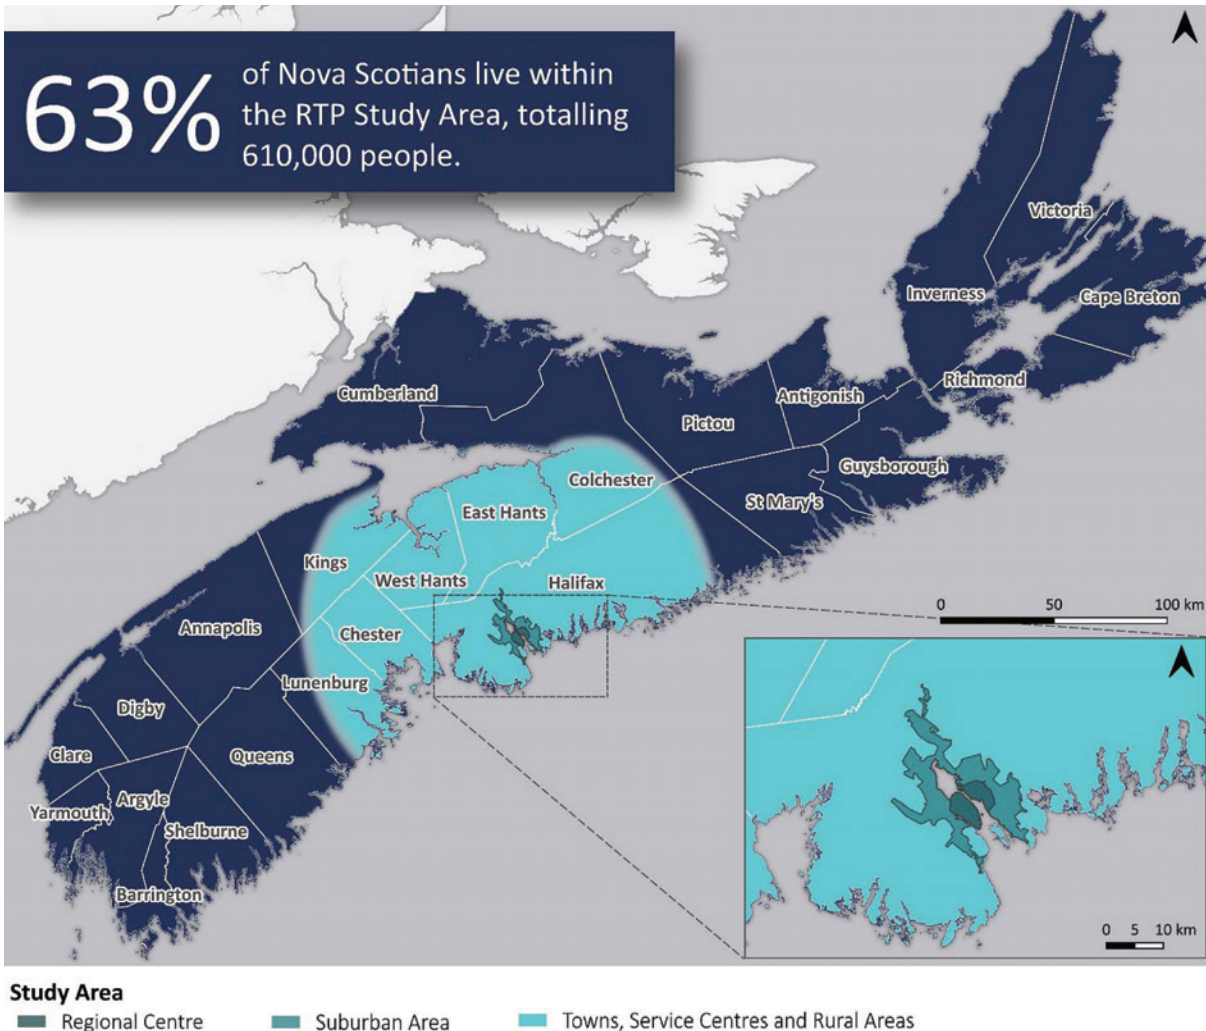 63%
of Nova Scotians live within
the RTP Study Area, totalling
610,000 people.
Victoria
Inverness
Cape Breton
Richmond
Cumberland
Antigonish
Pictou
Guysborough
Colchester
St Mary's
East Hants
Kings
West Hants
Halifax
0 50 100 km
Annapolis
Chester
Lunenburg
Digby
Queens
Clare
Argyle
Yarmouth
Shelburne
Barrington
0 5 10 km
Study Area
Regional Centre
Suburban Area
Towns, Service Centres and Rural Areas